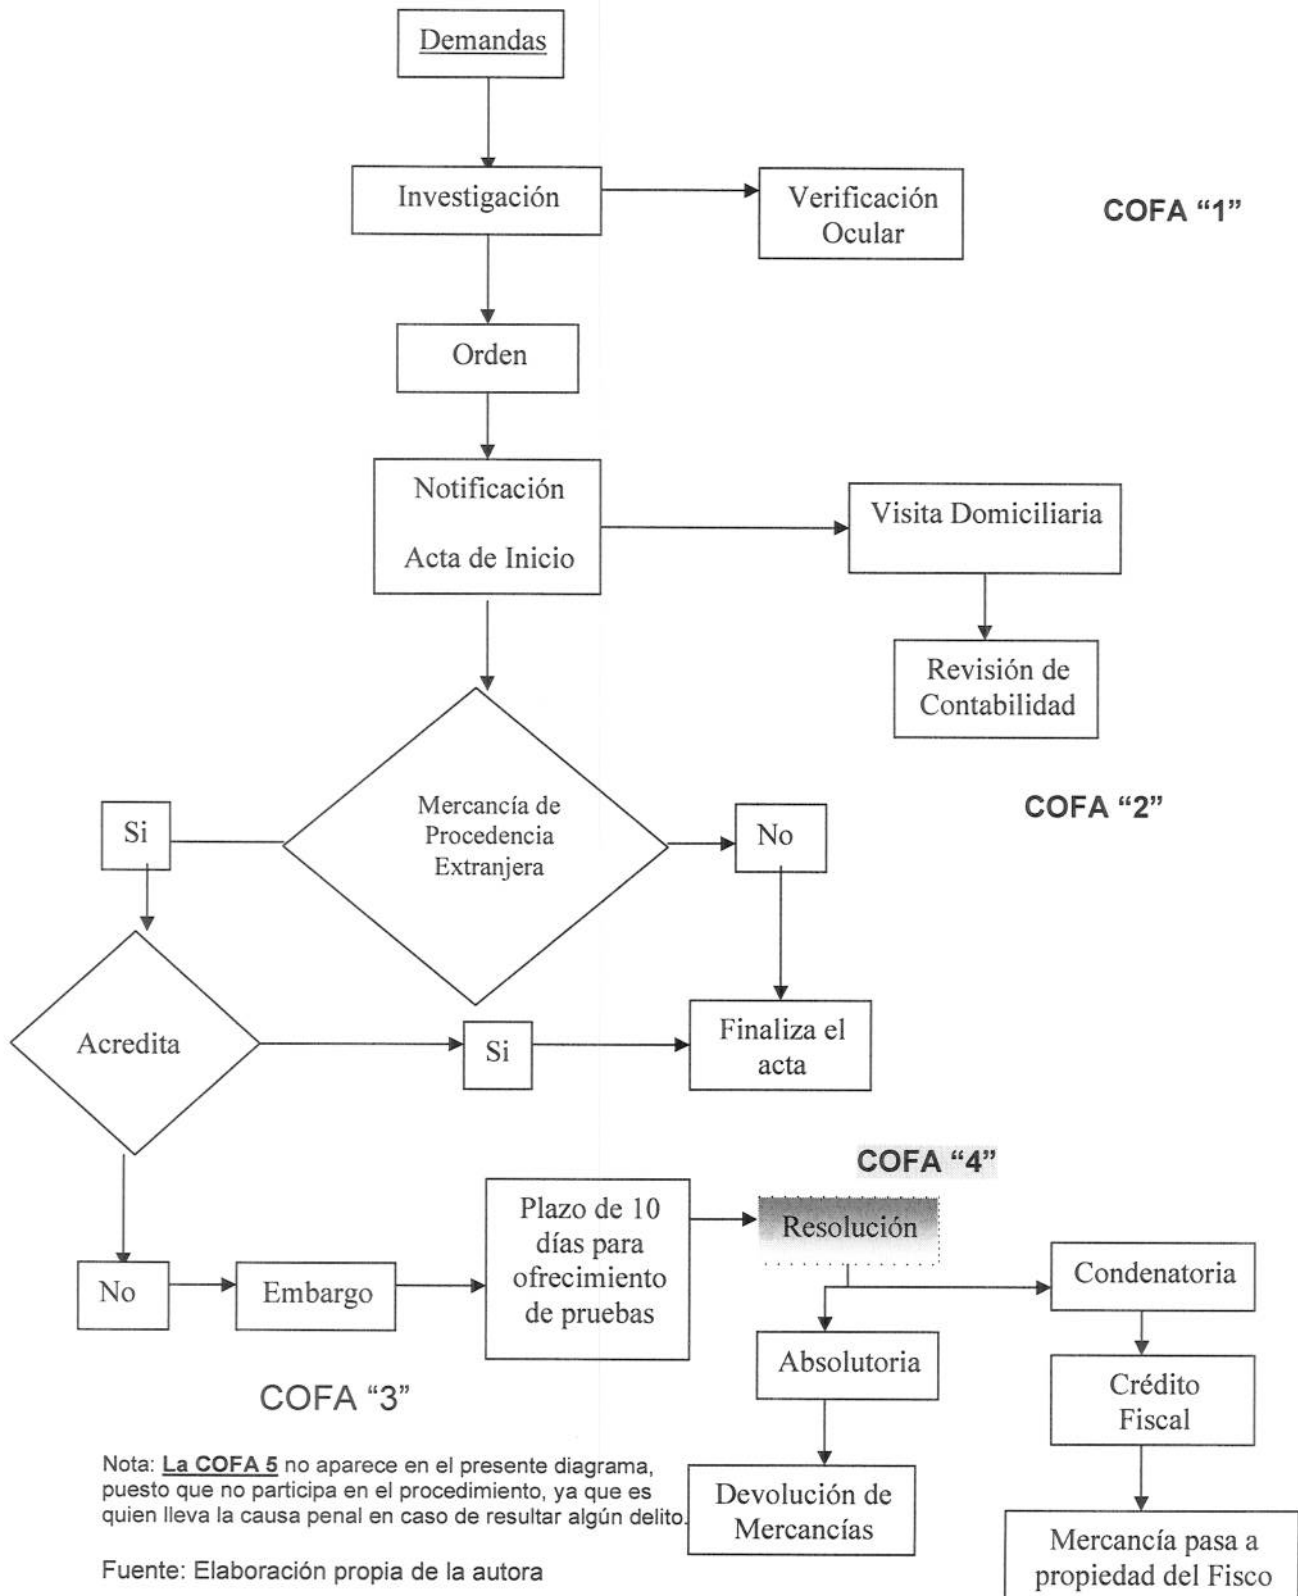 Demandas
Investigación
Verificación
Ocular
COFA “1”
Orden
Notificación
Acta de Inicio
Visita Domiciliaria
Revisión de
Contabilidad
COFA “2”
Mercancía de
Procedencia
Extranjera
Si
No
Acredita
Si
Finaliza el
acta
COFA “4”
No
Embargo
Plazo de 10
días para
ofrecimiento
de pruebas
Resolución
Condenatoria
Absolutoria
Crédito
Fiscal
COFA “3”
Devolución de
Mercancías
Mercancía pasa a
propiedad del Fisco
Nota: La COFA 5 no aparece en el presente diagrama,
puesto que no participa en el procedimiento, ya que es
quien lleva la causa penal en caso de resultar algún delito.
Fuente: Elaboración propia de la autora